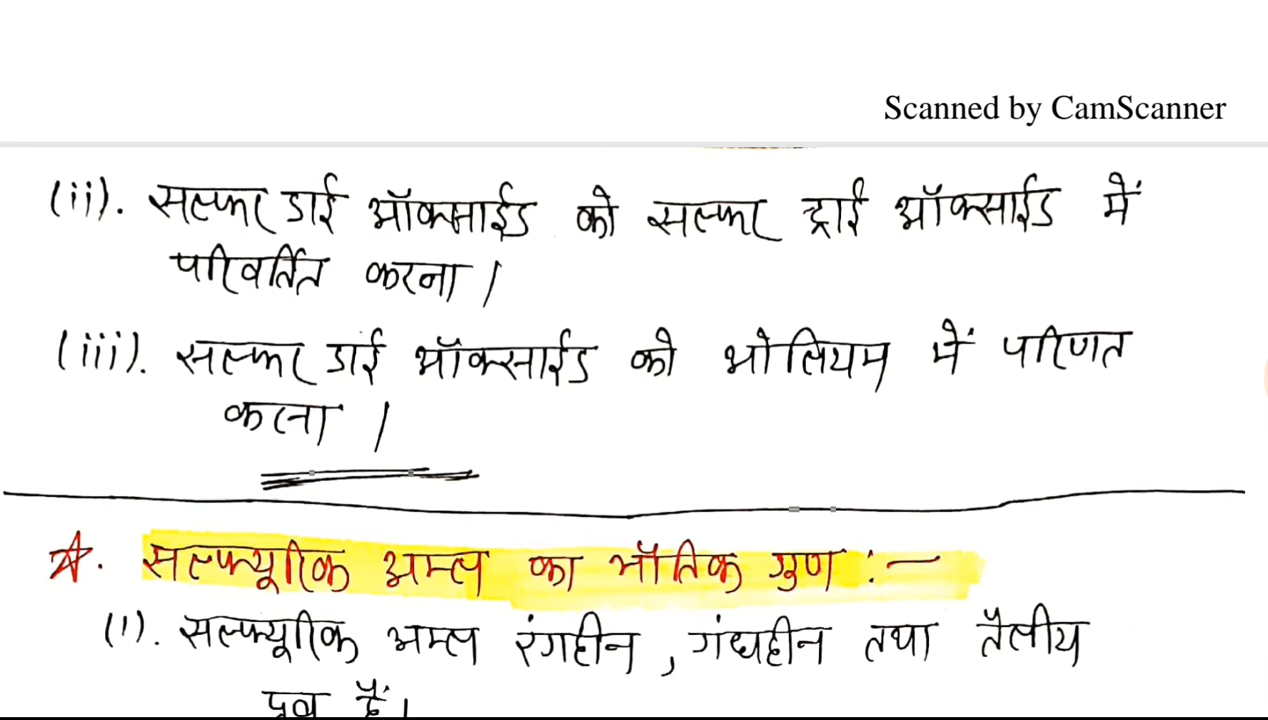 Scanned by CamScanner
(ii). सल्फर डाई ऑक्साईड को सल्फर ट्राई ऑक्साईड में
परिवर्तित करना।
(iii). सल्फर डाई ऑक्साईड को ओलियम में परिणत
करना ।
सल्फ्यूरिक अम्ल का भौतिक गुण :-
(i). सल्फ्यूरिक अम्ल रंगहीन, गंधहीन तथा तैलीय
द्रव हैं।